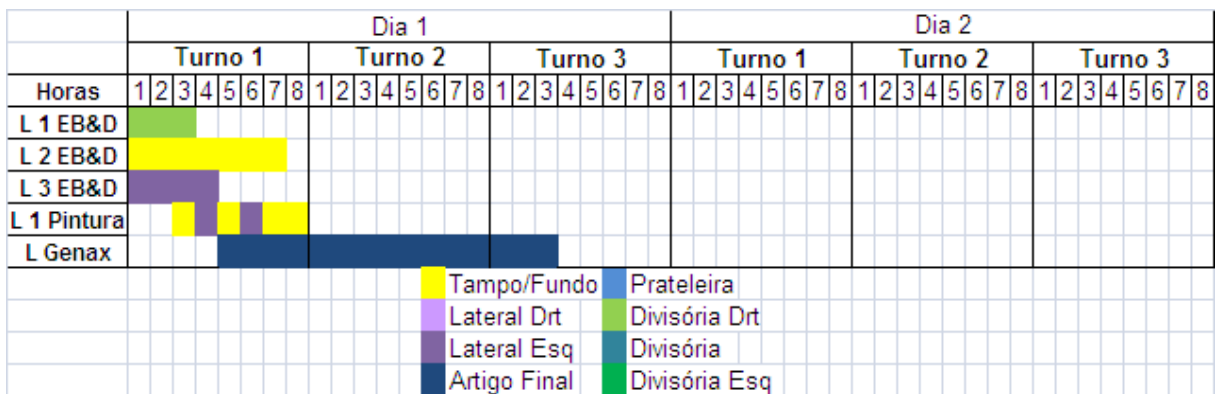 Dia 1 Dia 2
Turno 1 Turno 2 Turno 3 Turno 1 Turno 2 Turno 3
Horas 1 2 3 4 5 6 7 8 1 2 3 4 5 6 7 8 1 2 3 4 5 6 7 8 1 2 3 4 5 6 7 8 1 2 3 4 5 6 7 8 1 2 3 4 5 6 7 8
L 1 EB&D
L 2 EB&D
L 3 EB&D
L 1 Pintura
L Genax
Tampo/Fundo Prateleira
Lateral Drt Divisória Drt
Lateral Esq Divisória
Artigo Final Divisória Esq